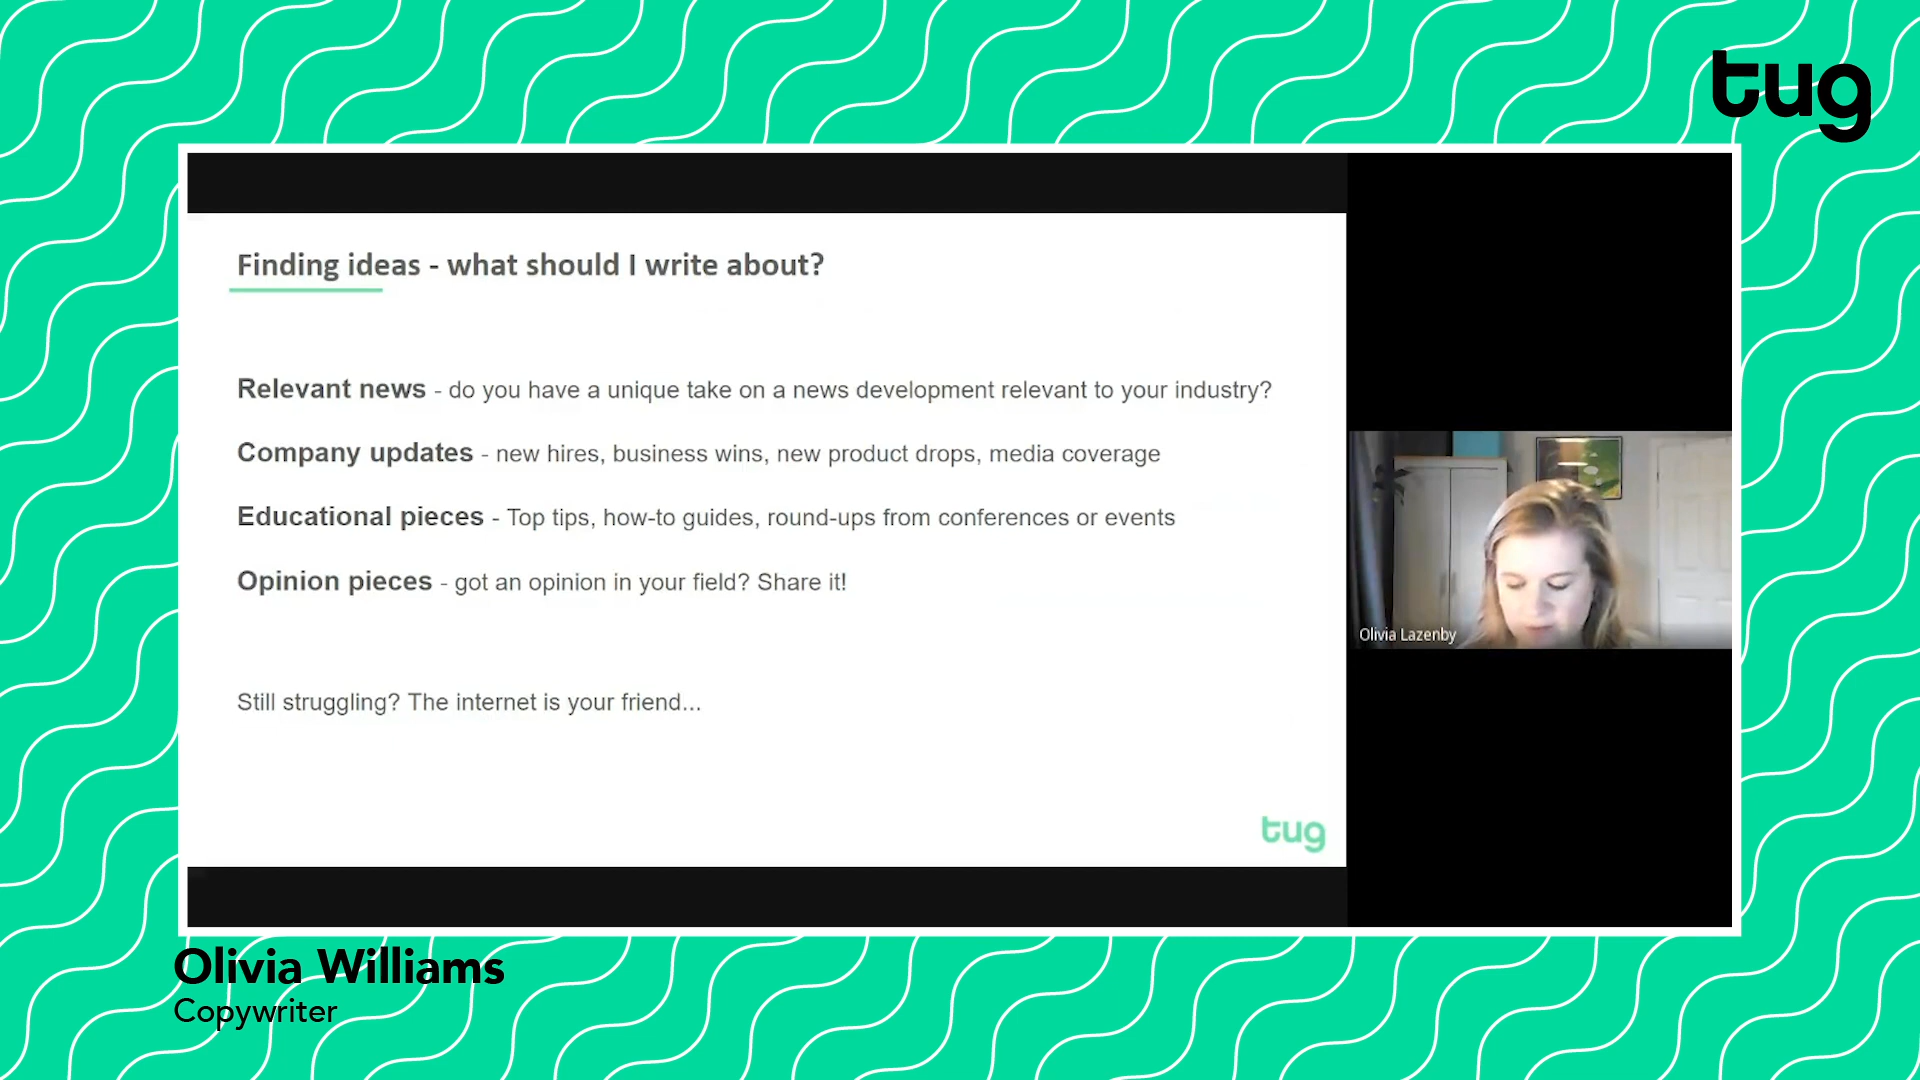 tug
Finding ideas - what should I write about?
Relevant news - do you have a unique take on a news development relevant to your industry?
Company updates - new hires, business wins, new product drops, media coverage
Educational pieces - Top tips, how-to guides, round-ups from conferences or events
Opinion pieces - got an opinion in your field? Share it!
Olivia Lazenby
Still struggling? The internet is your friend...
tug
Olivia Williams
Copywriter